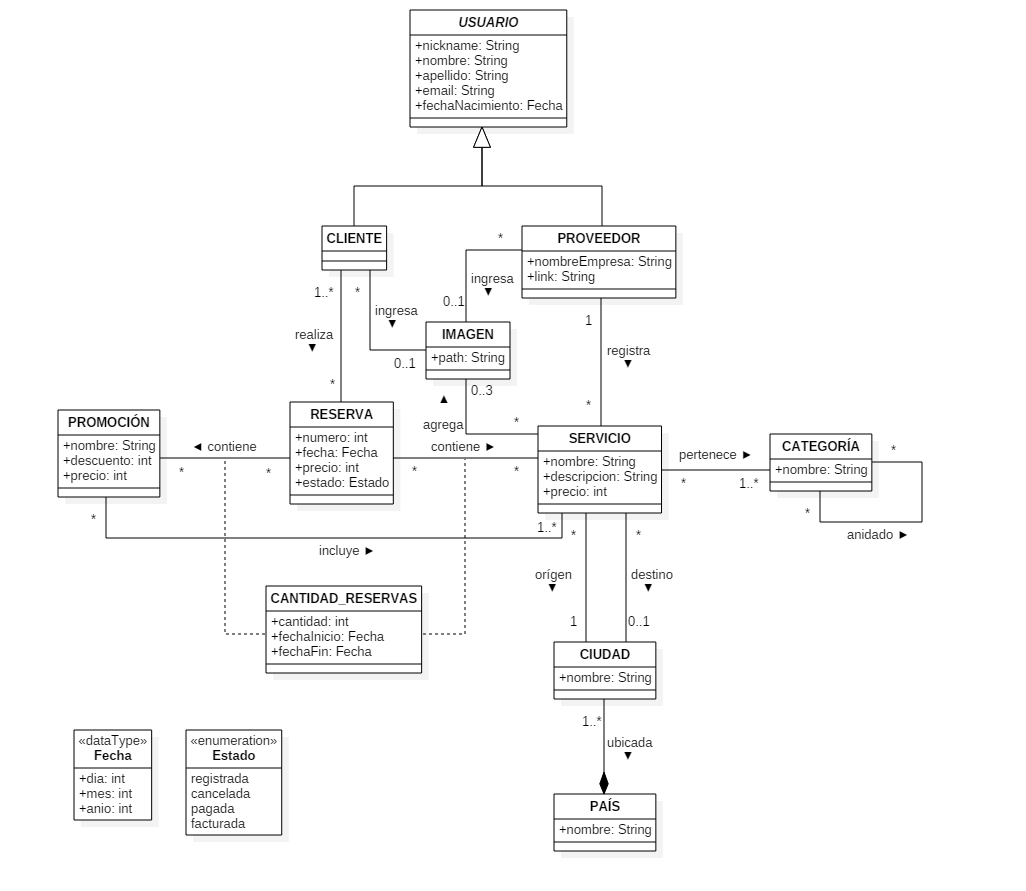 USUARIO
+nickname: String
+nombre: String
+apellido: String
+email: String
+fechaNacimiento: Fecha
CLIENTE
PROVEEDOR
+nombreEmpresa: String
+link: String
*
ingresa
▼
0..1
1..*
*
ingresa
▼
0..1
realiza
▼
*
IMAGEN
+path: String
0..3
▲
agrega
*
1
registra
▼
*
PROMOCIÓN
+nombre: String
+descuento: int
+precio: int
◄ contiene
*
*
RESERVA
+numero: int
+fecha: Fecha
+precio: int
+estado: Estado
contiene ►
*
*
SERVICIO
+nombre: String
+descripcion: String
+precio: int
pertenece ►
*
1..*
CATEGORÍA
+nombre: String
*
*
anidado ►
*
1..*
incluye ►
*
orígen
▼
1
*
destino
▼
0..1
CANTIDAD_RESERVAS
+cantidad: int
+fechaInicio: Fecha
+fechaFin: Fecha
CIUDAD
+nombre: String
1..*
ubicada
▼
PAÍS
+nombre: String
«dataType»
Fecha
+dia: int
+mes: int
+anio: int
«enumeration»
Estado
registrada
cancelada
pagada
facturada